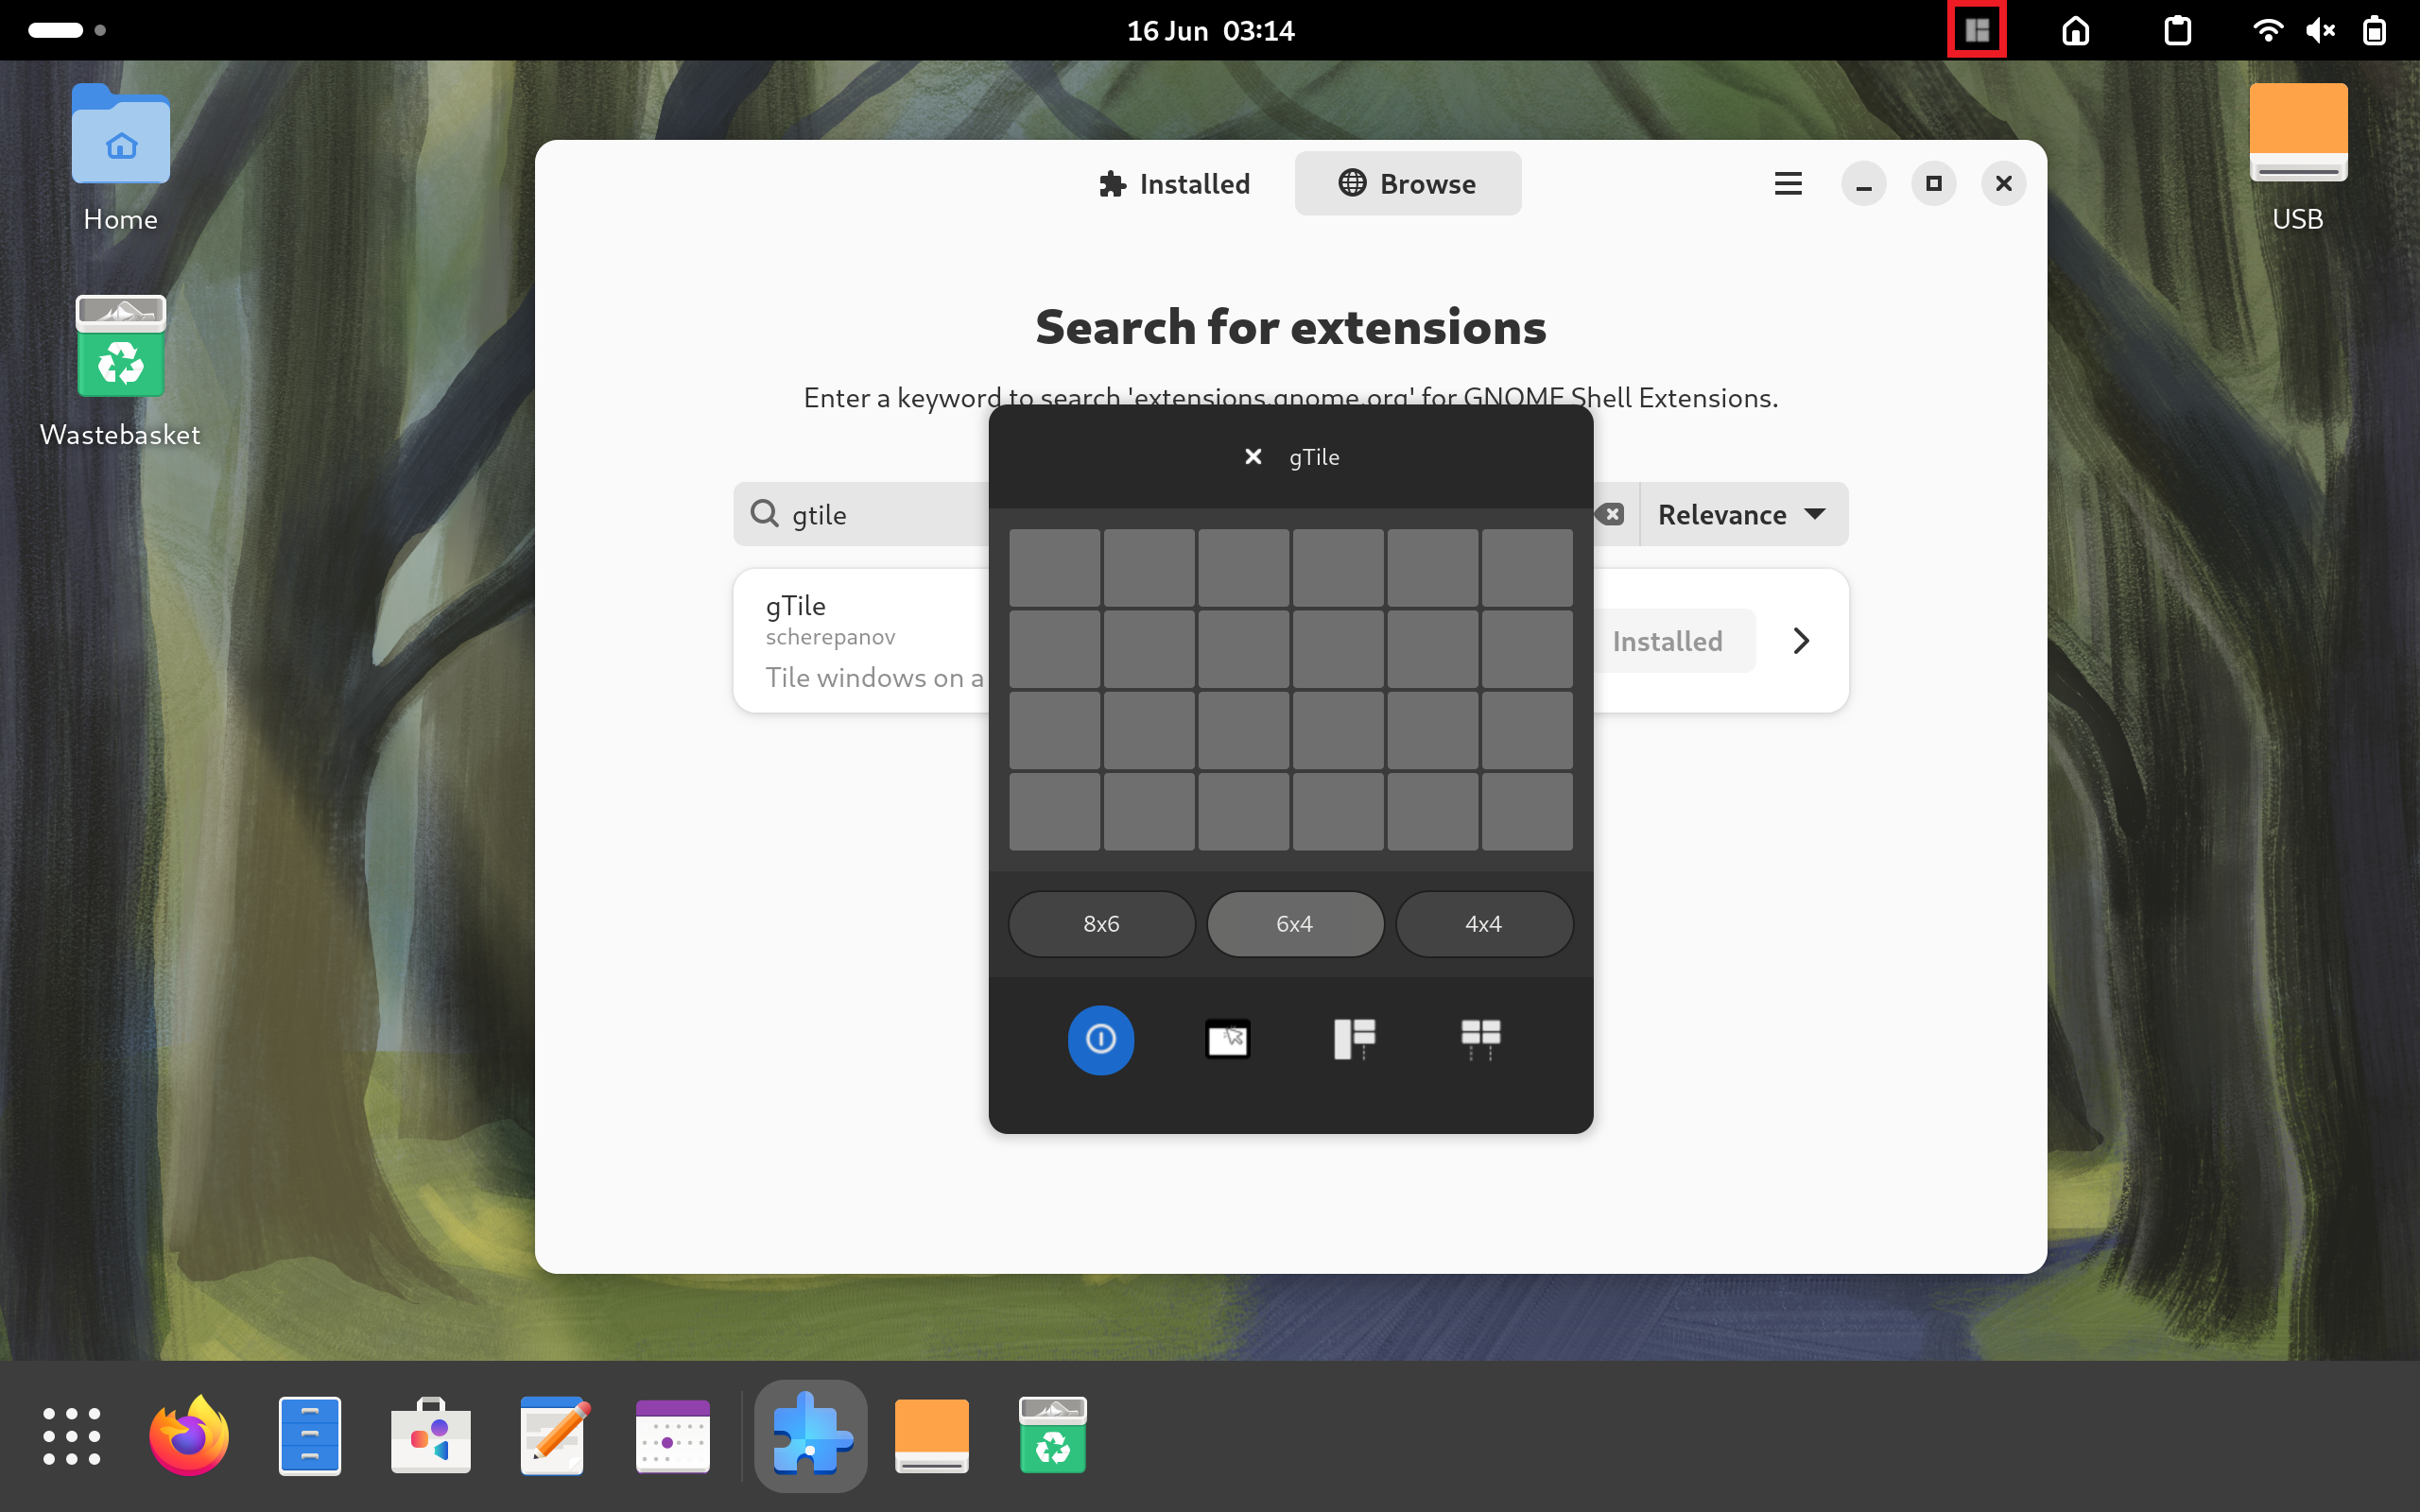 16 Jun 03:14
Home
USB
Wastebasket
Installed
Browse
Search for extensions
Enter a keyword to search 'extensions.gnome.org' for GNOME Shell Extensions.
gTile
gtile
Relevance
gTile
scherepanov
Tile windows on a
Installed
8x6
6x4
4x4